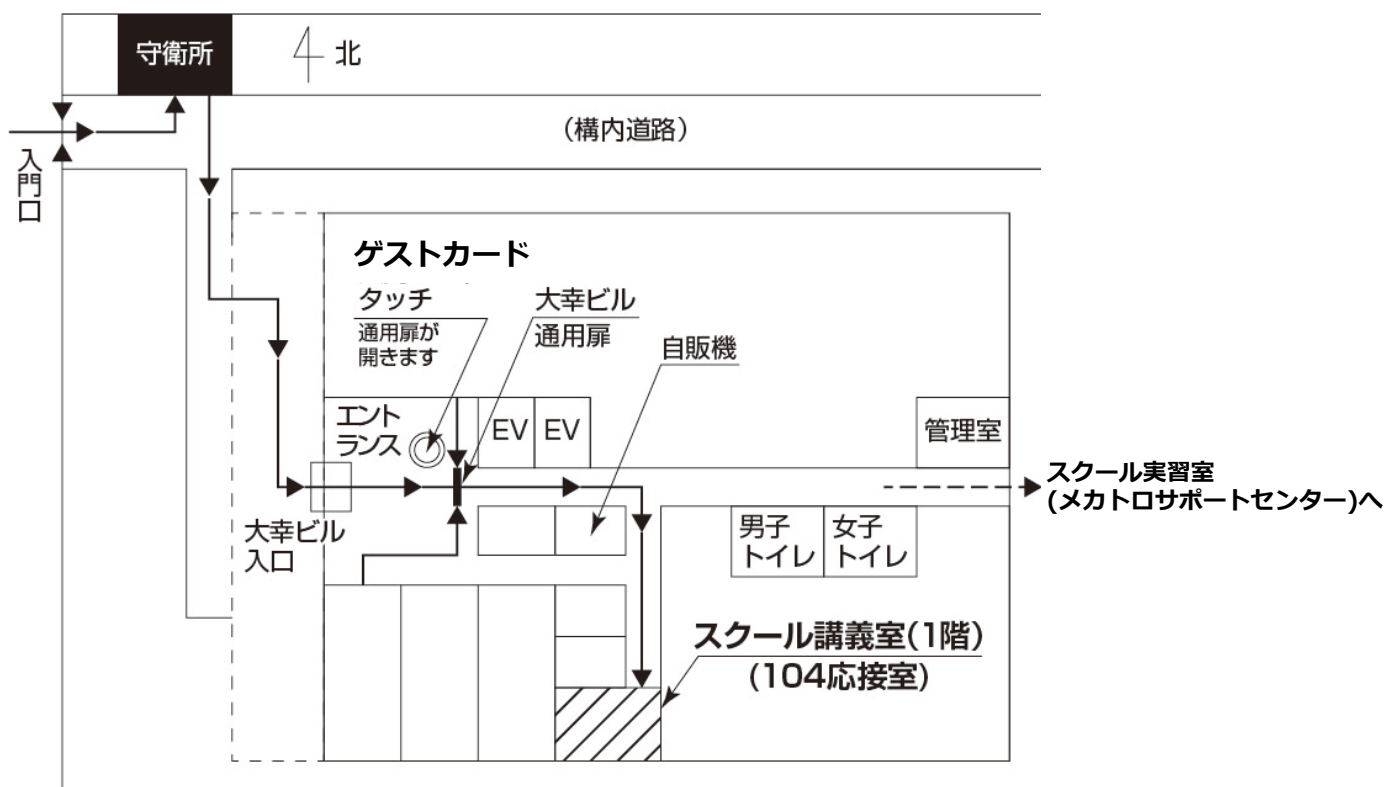 守衛所
北
(構内道路)
入門口
ゲストカード
タッチ
通用扉が
開きます
大幸ビル
通用扉
自販機
エント
ランス
EV
EV
管理室
スクール実習室
(メカトロサポートセンター)へ
大幸ビル
入口
男子
トイレ
女子
トイレ
スクール講義室(1階)
(104応接室)